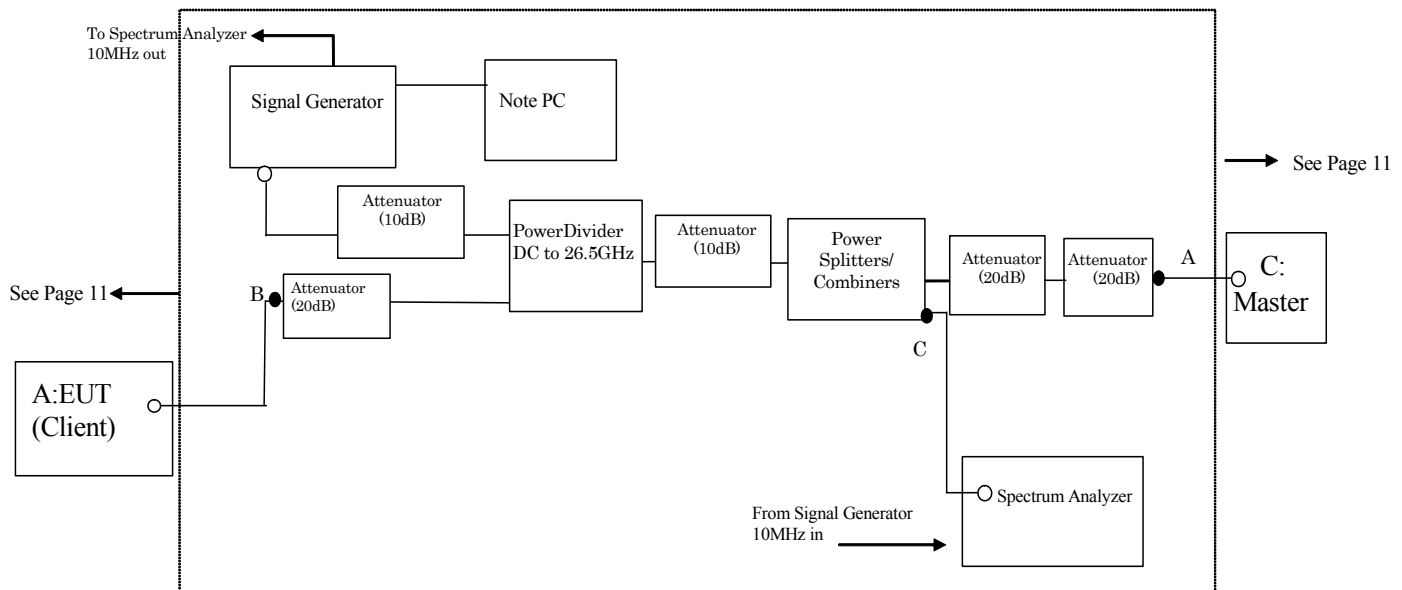 To Spectrum Analyzer
10MHz out
Signal Generator
Note PC
See Page 11
Attenuator
(10dB)
PowerDivider
DC to 26.5GHz
Attenuator
(10dB)
Power
Splitters/
Combiners
Attenuator
(20dB)
Attenuator
(20dB)
A
C:
Master
See Page 11
B
Attenuator
(20dB)
C
A:EUT
(Client)
Spectrum Analyzer
From Signal Generator
10MHz in